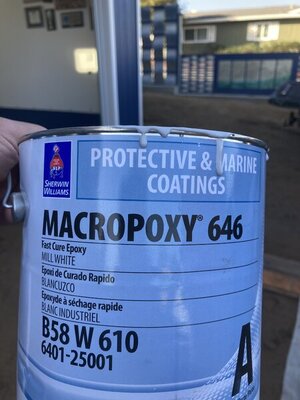 SHERWIN
WILLIAMS
PROTECTIVE & MARINE
COATINGS
MACROPOXY® 646
Fast Cure Epoxy
MILL WHITE
Epoxi de Curado Rapido
BLANCUZCO
Epoxyde à séchage rapide
BLANC INDUSTRIEL
B58 W 610
6401-25001
A